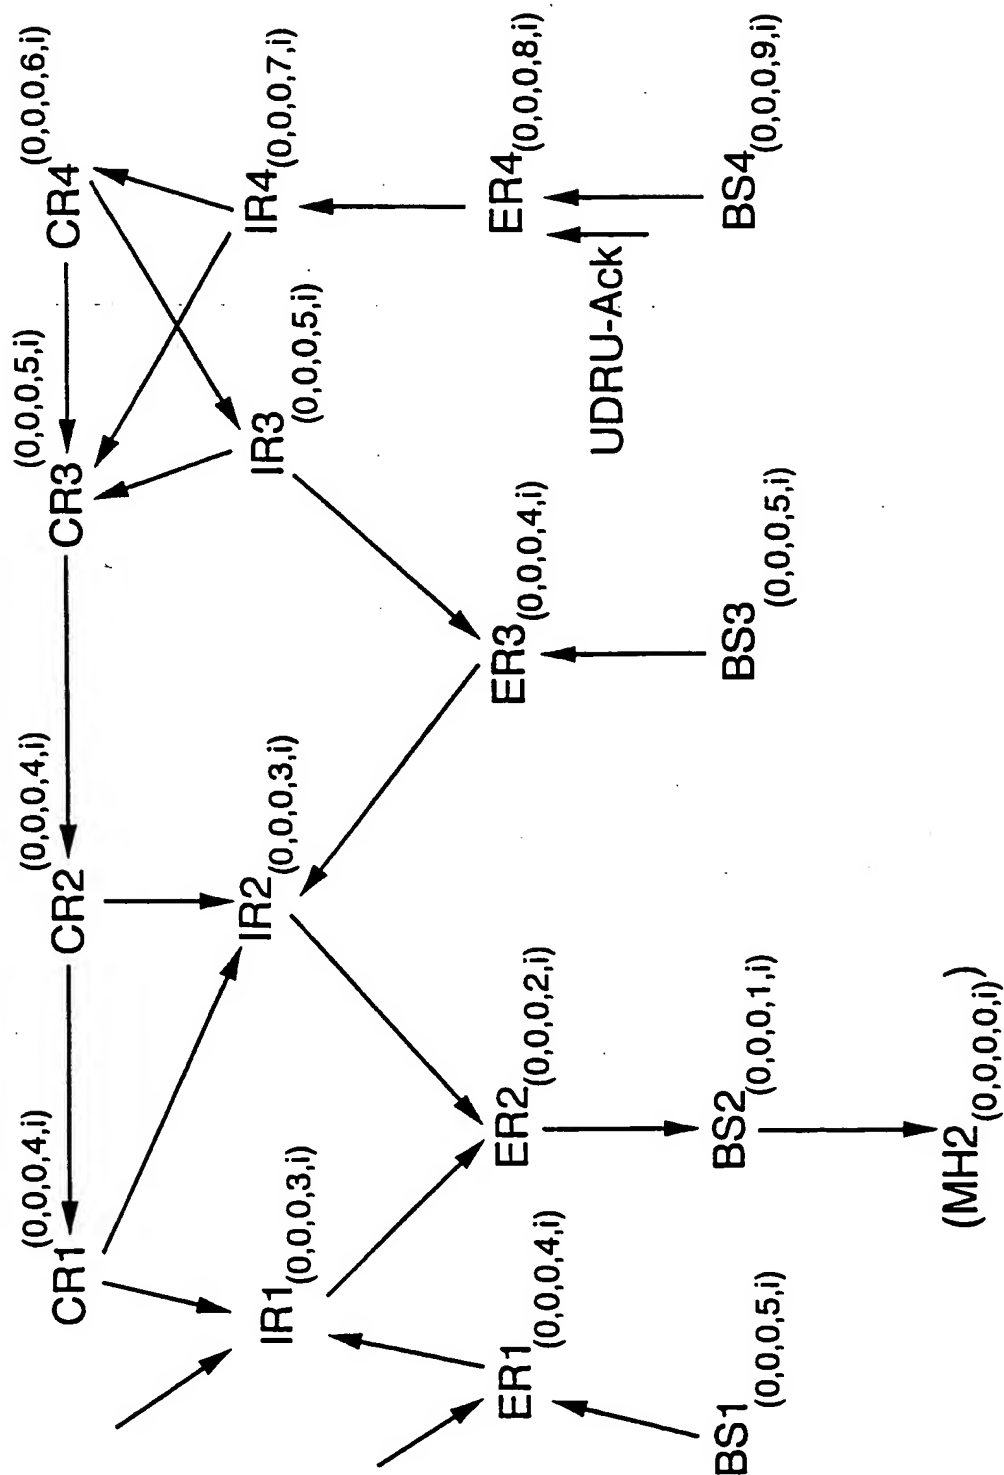 CR1(0,0,0,4,i)
CR2(0,0,0,4,i)
CR3(0,0,0,5,i)
CR4(0,0,0,6,i)
IR1(0,0,0,3,i)
IR2(0,0,0,3,i)
IR3(0,0,0,5,i)
IR4(0,0,0,7,i)
ER1(0,0,0,4,i)
ER2(0,0,0,2,i)
ER3(0,0,0,4,i)
ER4(0,0,0,8,i)
UDRU-Ack
BS1(0,0,0,5,i)
BS2(0,0,0,1,i)
BS3(0,0,0,5,i)
BS4(0,0,0,9,i)
(MH2(0,0,0,0,i))